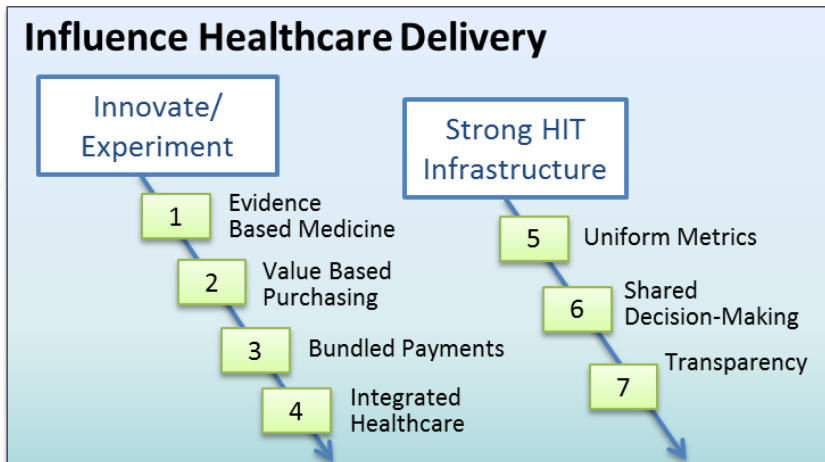 Influence Healthcare Delivery
Innovate/
Experiment
1
Evidence
Based Medicine
2
Value Based
Purchasing
3
Bundled Payments
4
Integrated
Healthcare
Strong HIT
Infrastructure
5
Uniform Metrics
6
Shared
Decision-Making
7
Transparency